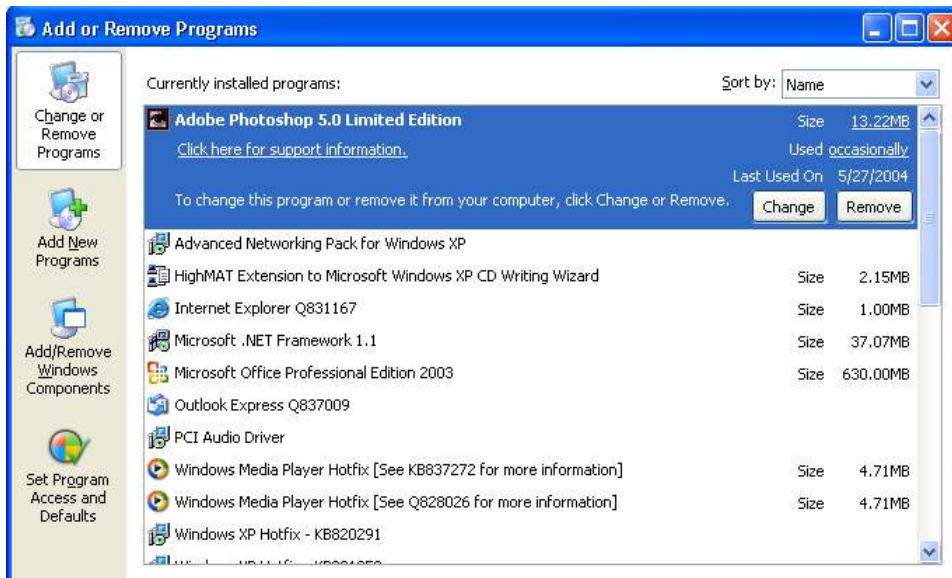 Add or Remove Programs
Change or
Remove
Programs
Add New
Programs
Add/Remove
Windows
Components
Set Program
Access and
Defaults
Currently installed programs:
Sort by: Name
Adobe Photoshop 5.0 Limited Edition Size 13.22MB
Click here for support information. Used occasionally
Last Used On 5/27/2004
To change this program or remove it from your computer, click Change or Remove. Change Remove
Advanced Networking Pack for Windows XP
HighMAT Extension to Microsoft Windows XP CD Writing Wizard Size 2.15MB
Internet Explorer Q831167 Size 1.00MB
Microsoft .NET Framework 1.1 Size 37.07MB
Microsoft Office Professional Edition 2003 Size 630.00MB
Outlook Express Q837009
PCI Audio Driver
Windows Media Player Hotfix [See KB837272 for more information] Size 4.71MB
Windows Media Player Hotfix [See Q828026 for more information] Size 4.71MB
Windows XP Hotfix - KB820291